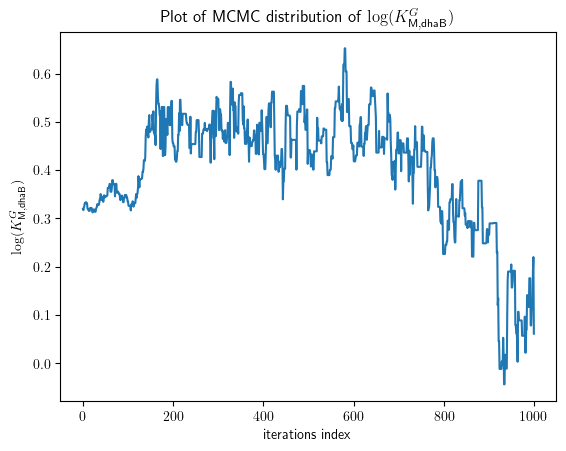 Plot of MCMC distribution of log(K^G_M,dhaB)
log(K^G_M,dhaB)
0.6
0.5
0.4
0.3
0.2
0.1
0.0
0 200 400 600 800 1000
iterations index